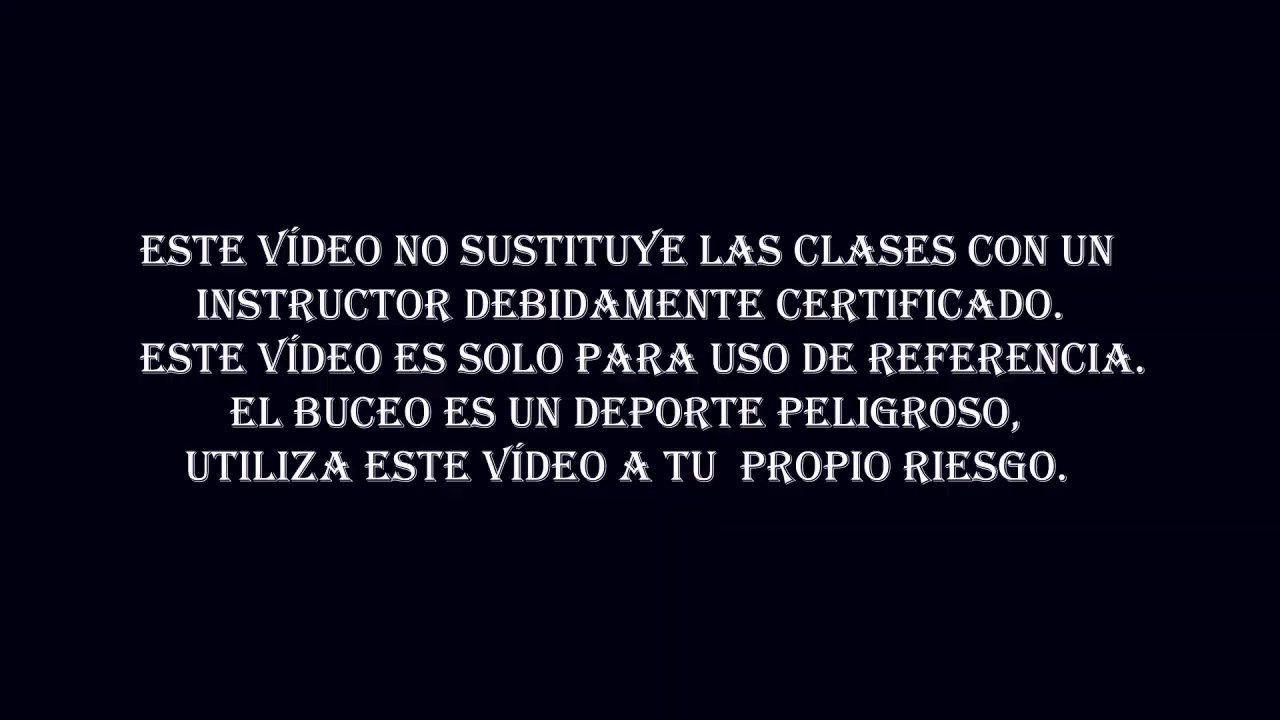 ESTE VÍDEO NO SUSTITUYE LAS CLASES CON UN
INSTRUCTOR DEBIDAMENTE CERTIFICADO.
ESTE VÍDEO ES SOLO PARA USO DE REFERENCIA.
EL BUCEO ES UN DEPORTE PELIGROSO,
UTILIZA ESTE VÍDEO A TU  PROPIO RIESGO.